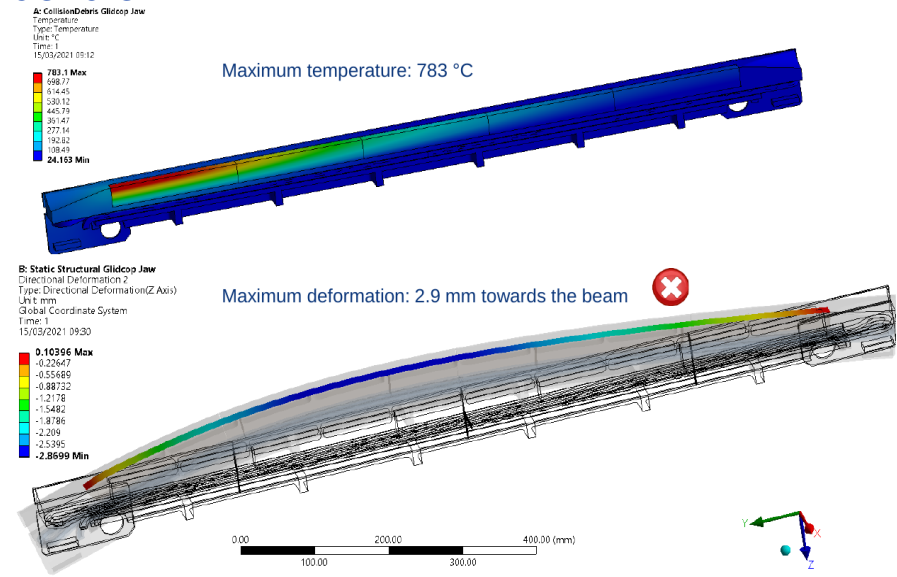 A: CollisionDebris Glidcop Jaw
Temperature
Type: Temperature
Unit: °C
Time: 1
15/03/2021 09:12
Maximum temperature: 783 °C
783.1 Max
698.77
614.45
530.12
445.79
361.47
277.14
192.82
108.49
24.163 Min
B: Static Structural Glidcop Jaw
Directional Deformation 2
Type: Directional Deformation(Z Axis)
Unit: mm
Global Coordinate System
Time: 1
15/03/2021 09:30
Maximum deformation: 2.9 mm towards the beam
0.10396 Max
-0.22647
-0.55689
-0.88732
-1.2178
-1.5482
-1.8786
-2.209
-2.5395
-2.8699 Min
0.00 200.00 400.00 (mm)
100.00 300.00
Y
X
Z